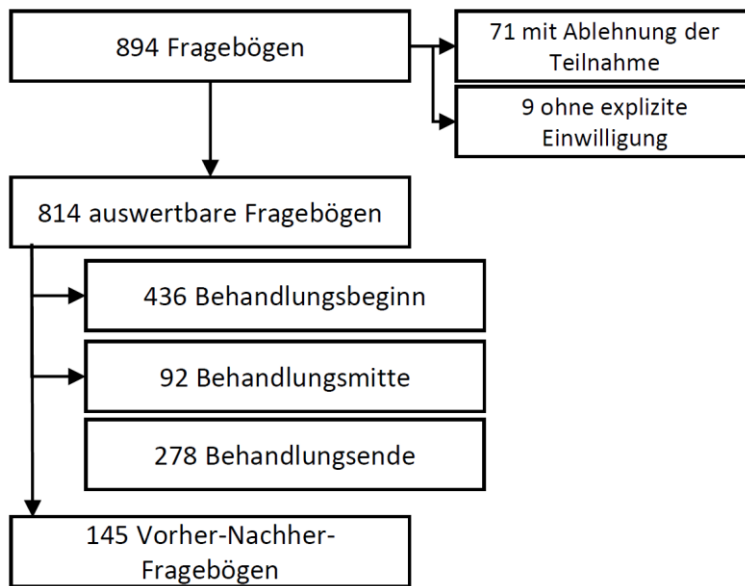 894 Fragebögen
71 mit Ablehnung der
Teilnahme
9 ohne explizite
Einwilligung
814 auswertbare Fragebögen
436 Behandlungsbeginn
92 Behandlungsmitte
278 Behandlungsende
145 Vorher-Nachher-
Fragebögen